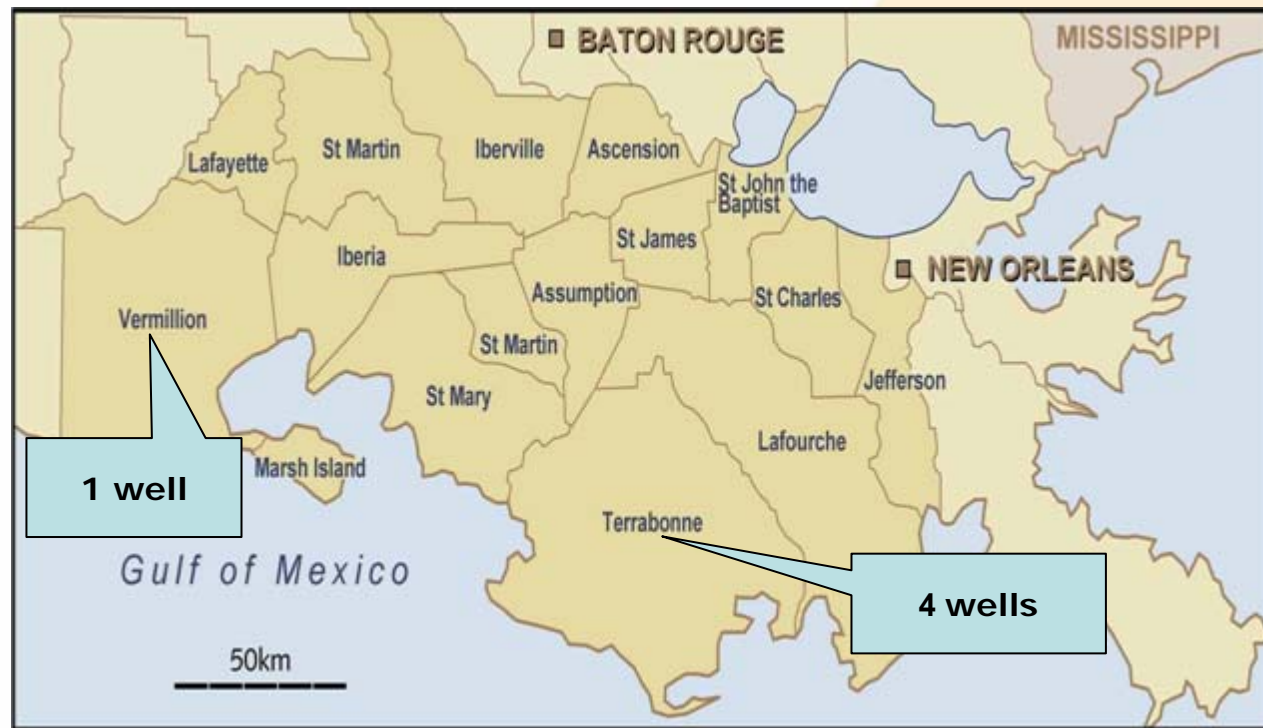 BATON ROUGE
MISSISSIPPI
Lafayette
St Martin
Iberville
Ascension
St John the
Baptist
St James
Iberia
Assumption
St Charles
NEW ORLEANS
Vermillion
St Martin
Jefferson
St Mary
Lafourche
Marsh Island
1 well
Terrabonne
Gulf of Mexico
4 wells
50km